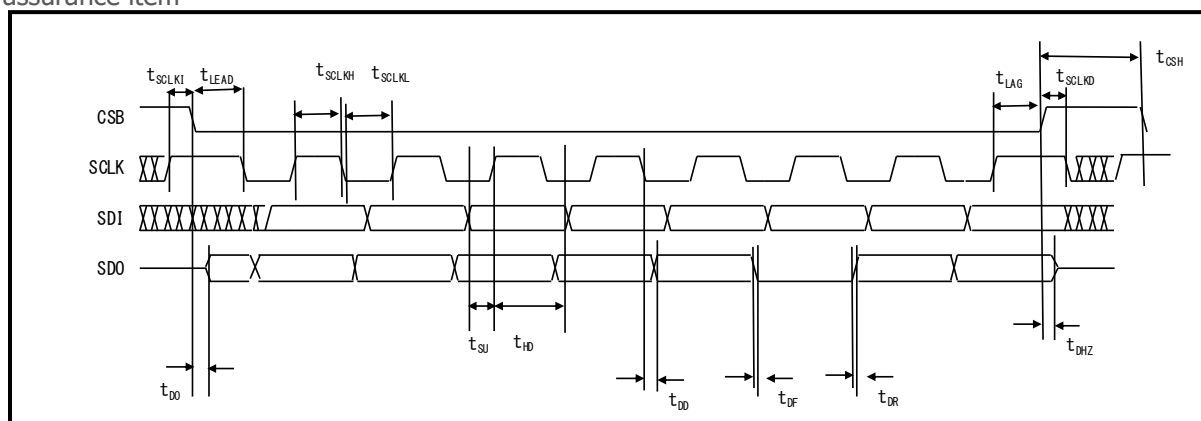 assurance item
tSCLKI tLEAD tSCLKH tSCLKL tLAG tSCLKD tCSH
CSB
SCLK
SDI
SDO
tSU tHD tDHZ
tDO tDD tDF tDR